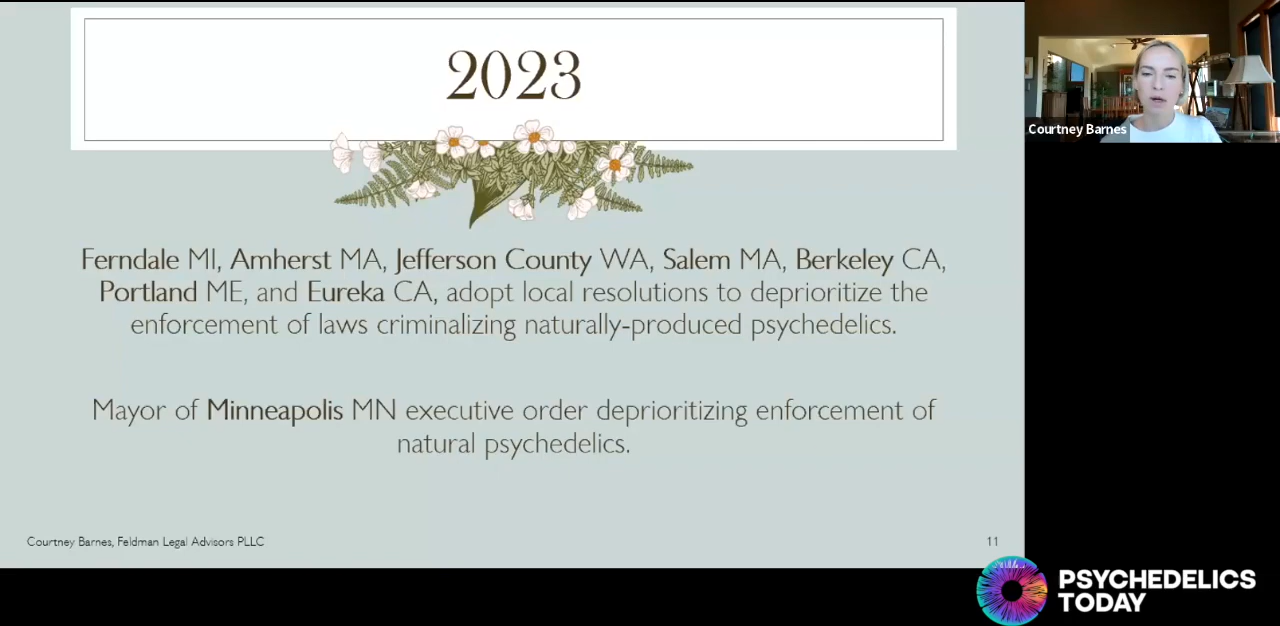 2023
Ferndale MI, Amherst MA, Jefferson County WA, Salem MA, Berkeley CA,
Portland ME, and Eureka CA, adopt local resolutions to deprioritize the
enforcement of laws criminalizing naturally-produced psychedelics.
Mayor of Minneapolis MN executive order deprioritizing enforcement of
natural psychedelics.
Courtney Barnes, Feldman Legal Advisors PLLC
11
Courtney Barnes
PSYCHEDELICS
TODAY